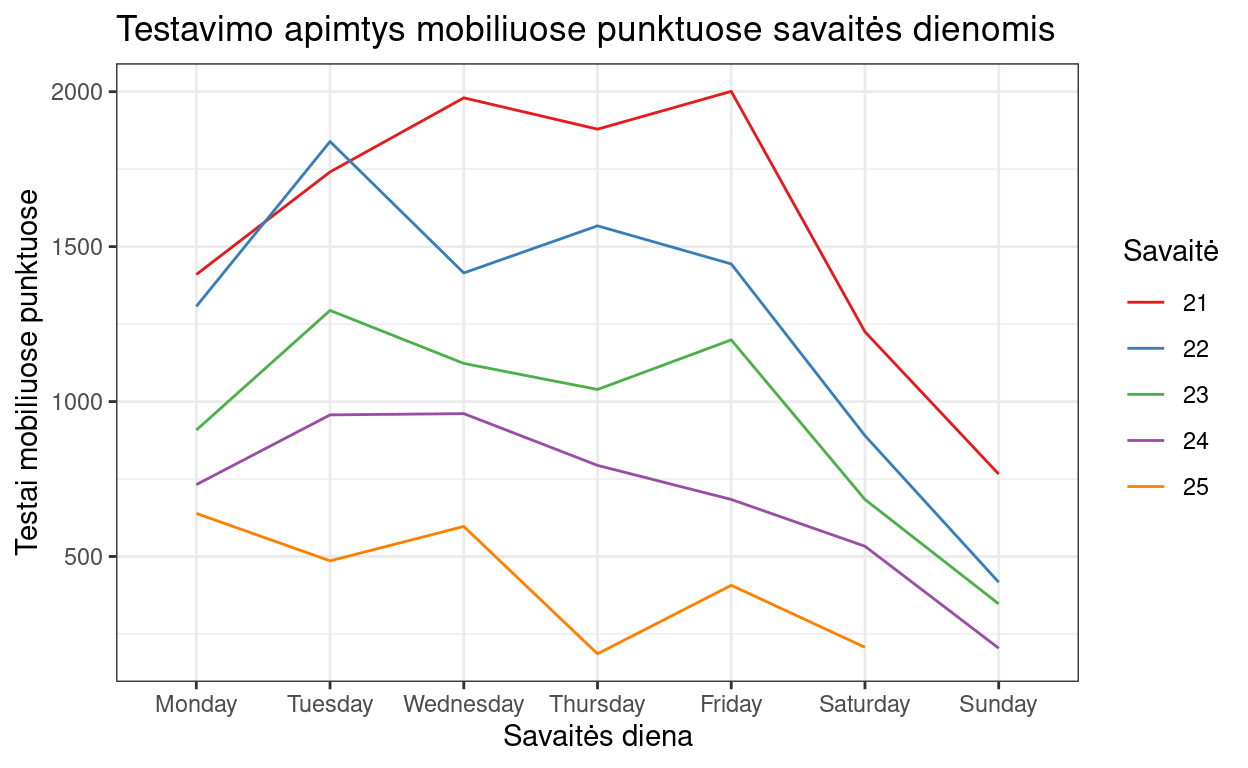 Testavimo apimtys mobiliuose punktuose savaitės dienomis
Testai mobiliuose punktuose
2000
1500
1000
500
Monday Tuesday Wednesday Thursday Friday Saturday Sunday
Savaitės diena
Savaitė
21
22
23
24
25